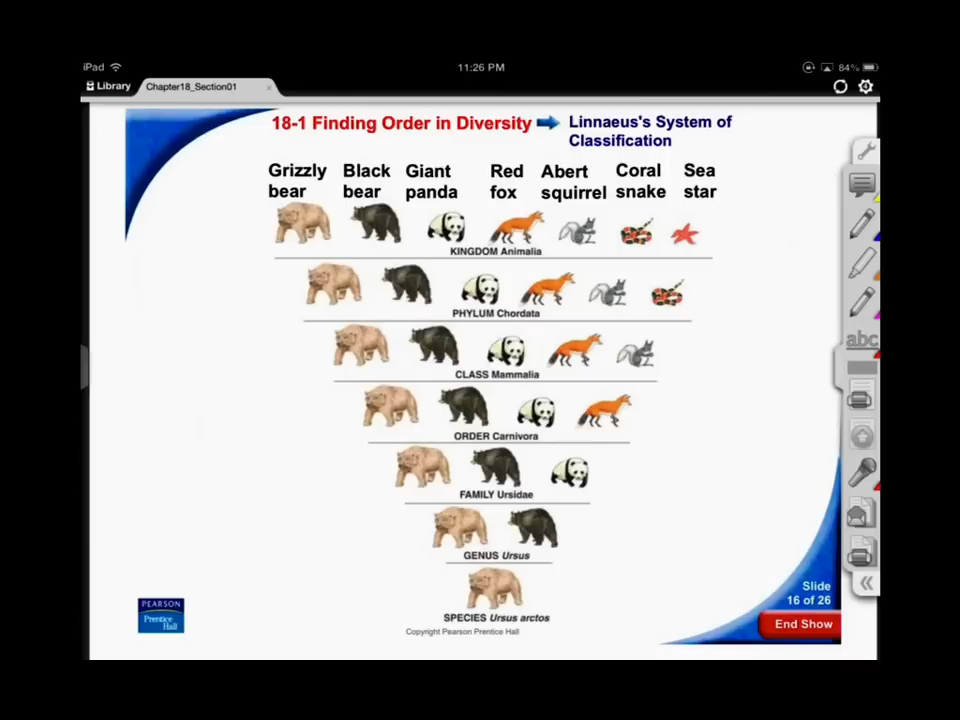 iPad
11:26 PM
84%
Library
Chapter18_Section01
18-1 Finding Order in Diversity
Linnaeus's System of
Classification
Grizzly bear
Black bear
Giant panda
Red fox
Abert squirrel
Coral snake
Sea star
KINGDOM Animalia
PHYLUM Chordata
CLASS Mammalia
ORDER Carnivora
FAMILY Ursidae
GENUS Ursus
SPECIES Ursus arctos
Copyright Pearson Prentice Hall
PEARSON
Prentice
Hall
Slide
16 of 26
End Show
abc